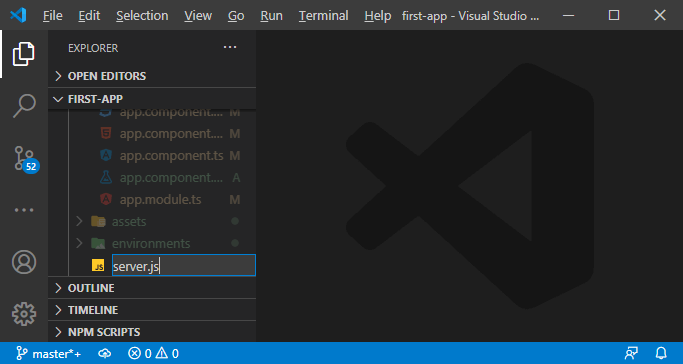 File Edit Selection View Go Run Terminal Help first-app - Visual Studio ...
EXPLORER
OPEN EDITORS
FIRST-APP
app.component.... M
app.component.... M
app.component.ts M
app.component.... A
app.module.ts M
assets
environments
JS server.js
52
OUTLINE
TIMELINE
NPM SCRIPTS
master*+ 0 0